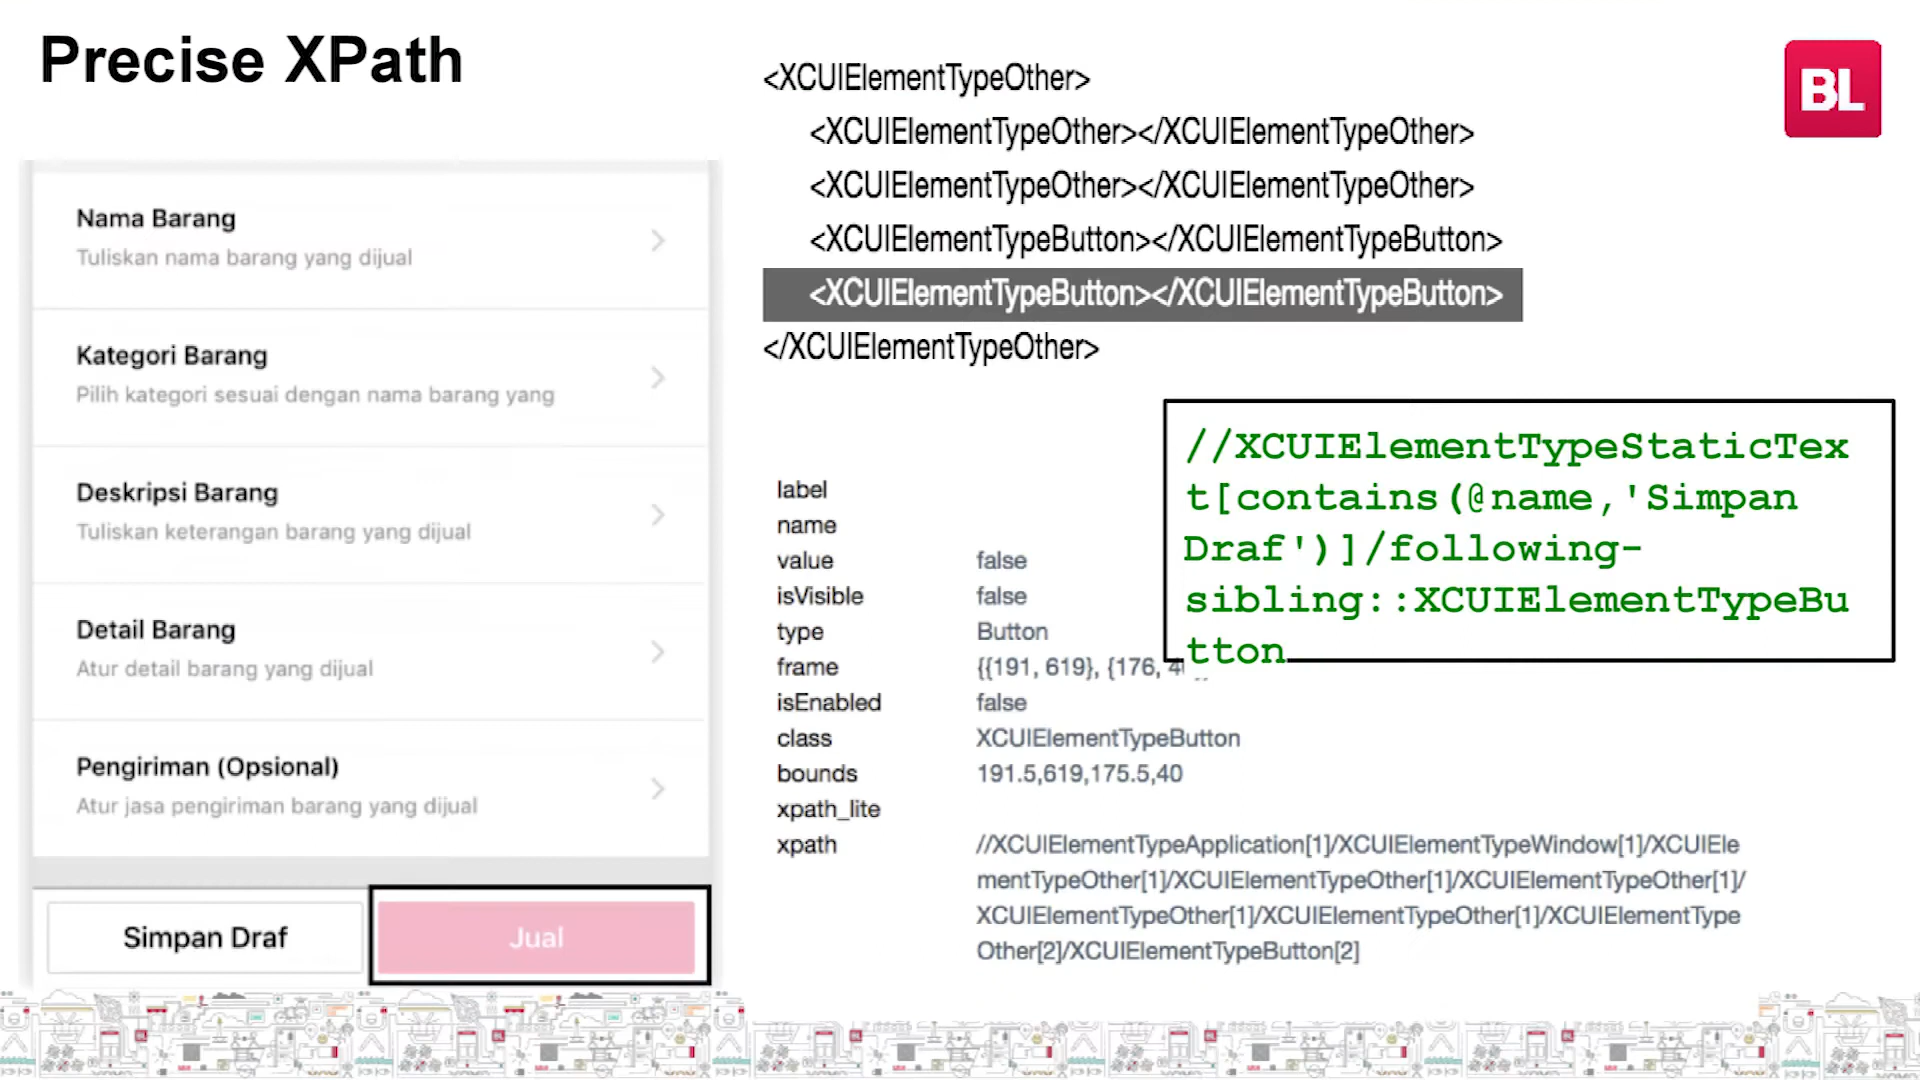 Precise XPath
BL
Nama Barang
Tuliskan nama barang yang dijual
Kategori Barang
Pilih kategori sesuai dengan nama barang yang
Deskripsi Barang
Tuliskan keterangan barang yang dijual
Detail Barang
Atur detail barang yang dijual
Pengiriman (Opsional)
Atur jasa pengiriman barang yang dijual
Simpan Draf
Jual
<XCUIElementTypeOther>
<XCUIElementTypeOther></XCUIElementTypeOther>
<XCUIElementTypeOther></XCUIElementTypeOther>
<XCUIElementTypeButton></XCUIElementTypeButton>
<XCUIElementTypeButton></XCUIElementTypeButton>
</XCUIElementTypeOther>
//XCUIElementTypeStaticTex
t[contains(@name,'Simpan
Draf')]/following-
sibling::XCUIElementTypeBu
tton
label
name
value false
isVisible false
type Button
frame {{191, 619}, {176,
isEnabled false
class XCUIElementTypeButton
bounds 191.5,619,175.5,40
xpath_lite
xpath //XCUIElementTypeApplication[1]/XCUIElementTypeWindow[1]/XCUIEle
mentTypeOther[1]/XCUIElementTypeOther[1]/XCUIElementTypeOther[1]/
XCUIElementTypeOther[1]/XCUIElementTypeOther[1]/XCUIElementType
Other[2]/XCUIElementTypeButton[2]